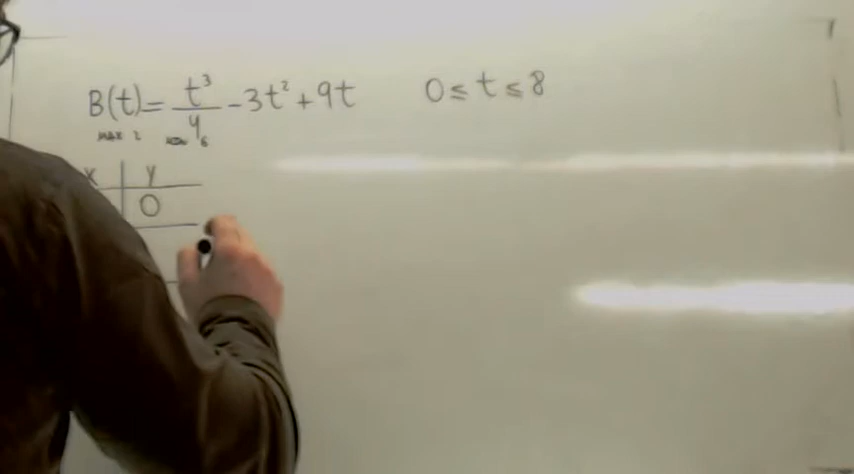 B(t) = t³/4 - 3t² + 9t 0 ≤ t ≤ 8
MAX 2 MIN 6
x y
0